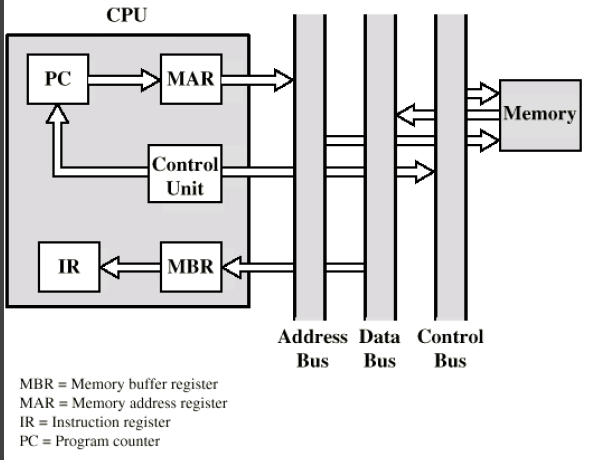 CPU
PC
MAR
Memory
Control
Unit
IR
MBR
Address Data Control
Bus Bus Bus
MBR = Memory buffer register
MAR = Memory address register
IR = Instruction register
PC = Program counter